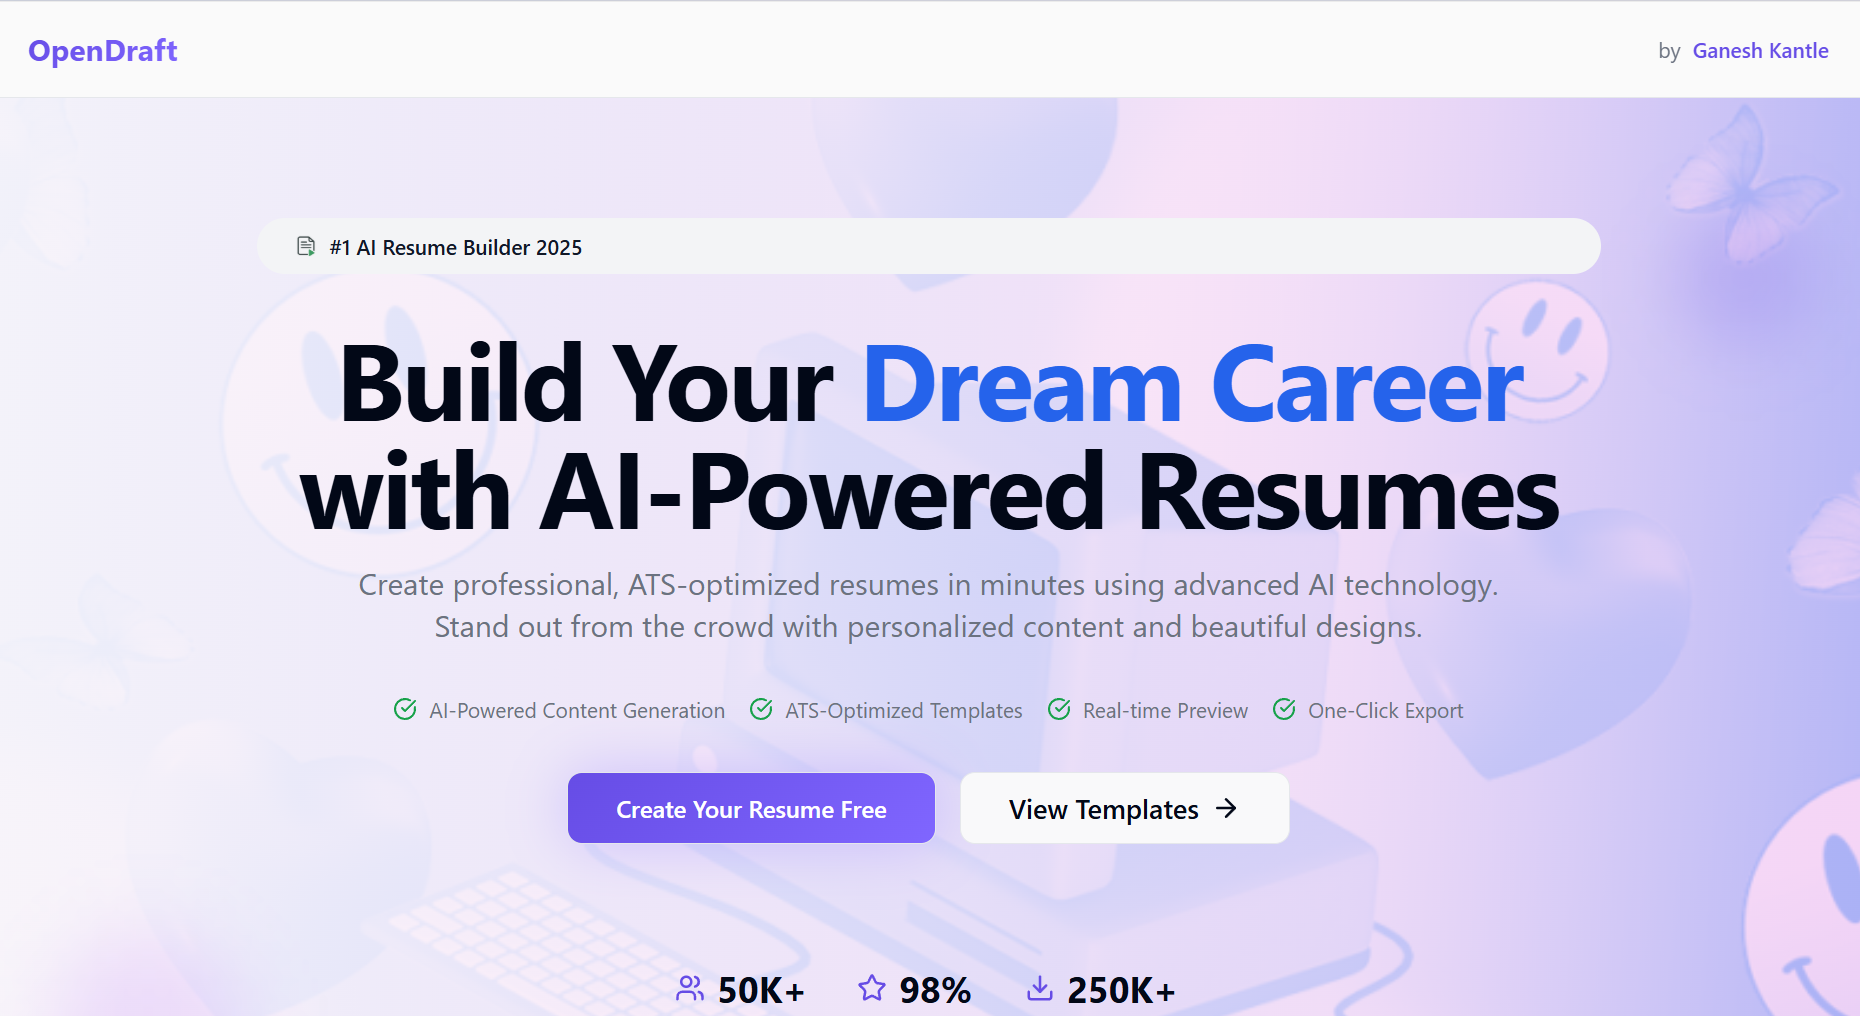 OpenDraft
by Ganesh Kantle
#1 AI Resume Builder 2025
Build Your Dream Career
with AI-Powered Resumes
Create professional, ATS-optimized resumes in minutes using advanced AI technology.
Stand out from the crowd with personalized content and beautiful designs.
AI-Powered Content Generation ATS-Optimized Templates Real-time Preview One-Click Export
Create Your Resume Free View Templates →
50K+ 98% 250K+